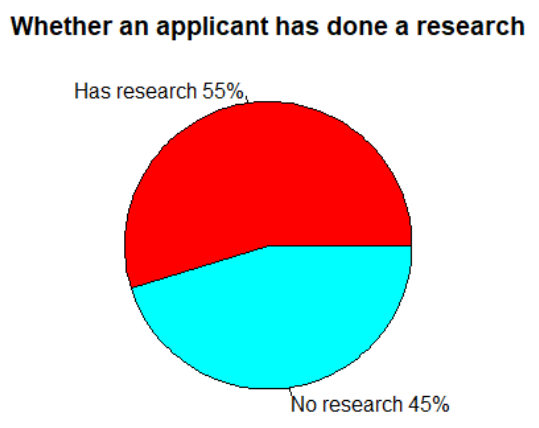 Whether an applicant has done a research
Has research 55%
No research 45%